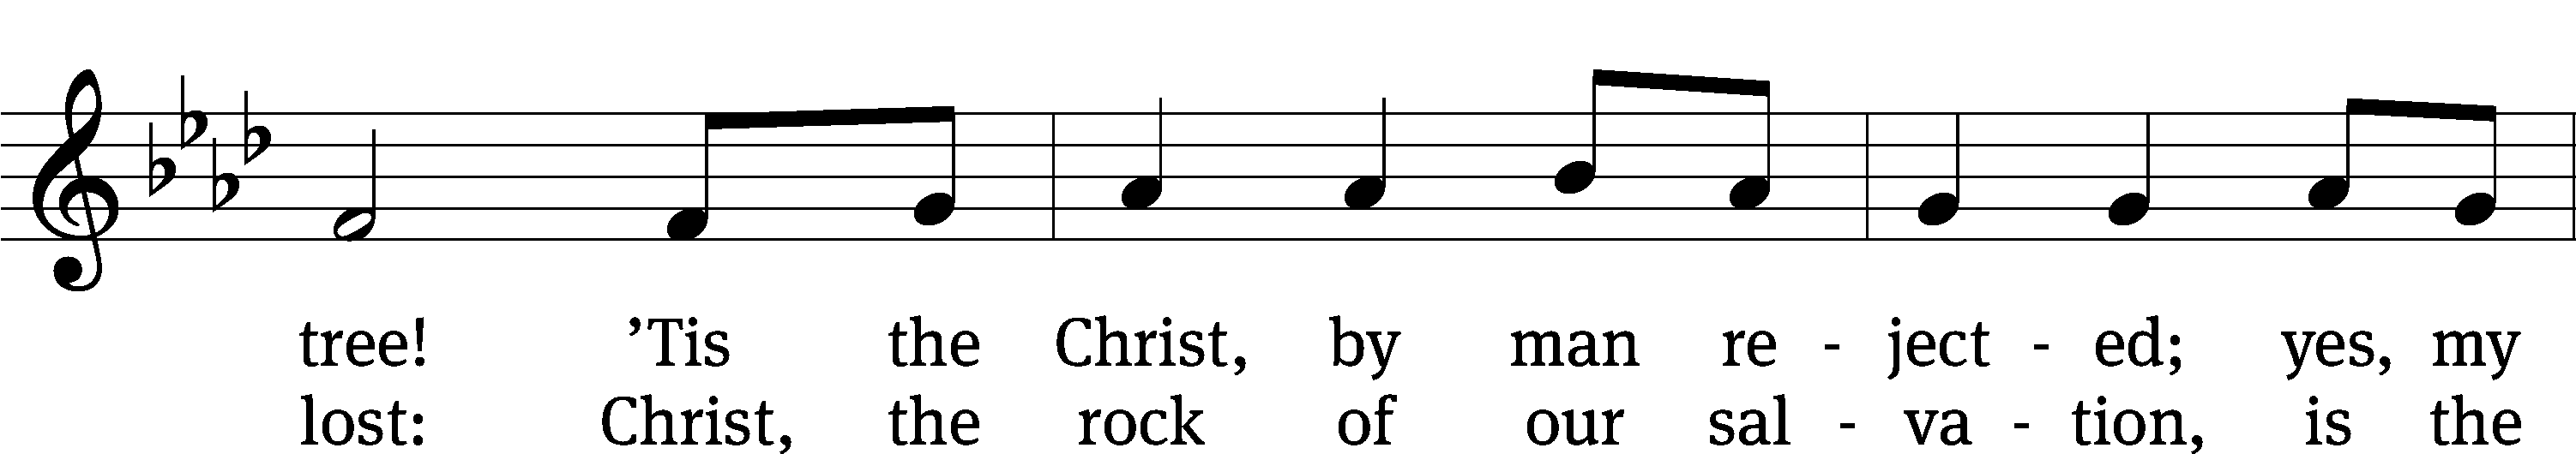 tree! ’Tis the Christ, by man re - ject - ed; yes, my
lost: Christ, the rock of our sal - va - tion, is the